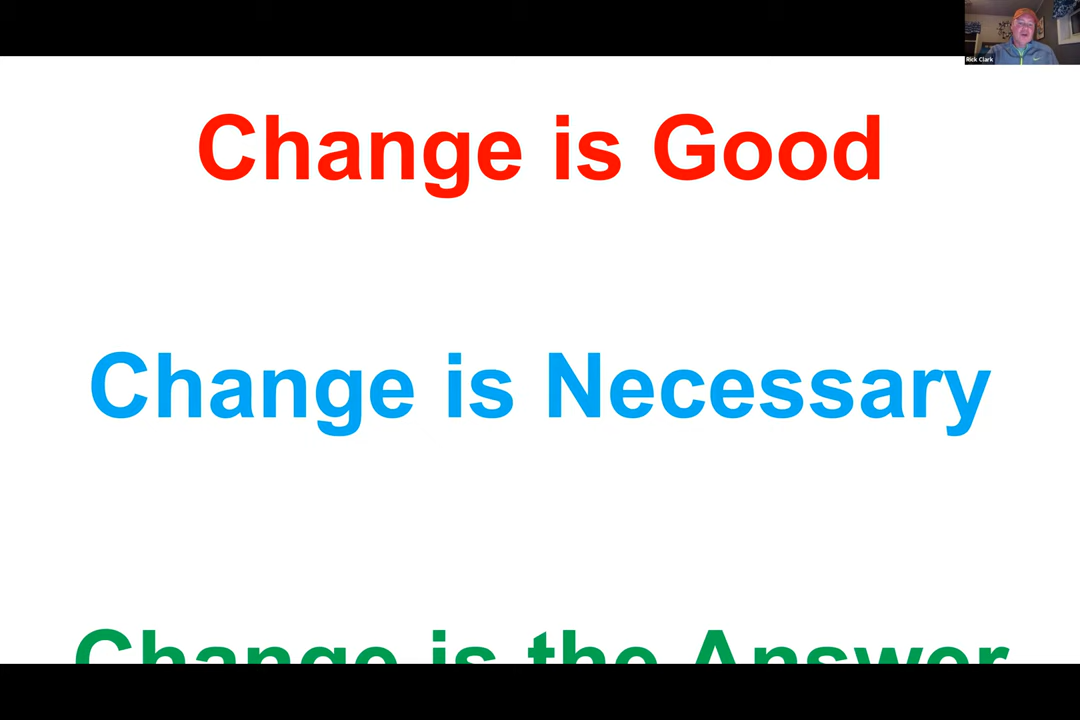 Rick Clark
Change is Good
Change is Necessary
Change is the Answer